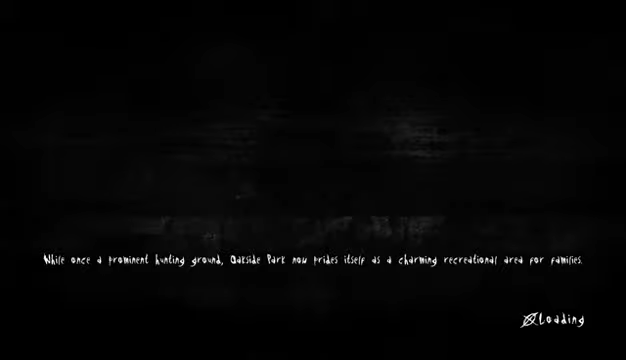 While once a prominent hunting ground, Oakside Park now prides itself as a charming recreational area for families.
Loading